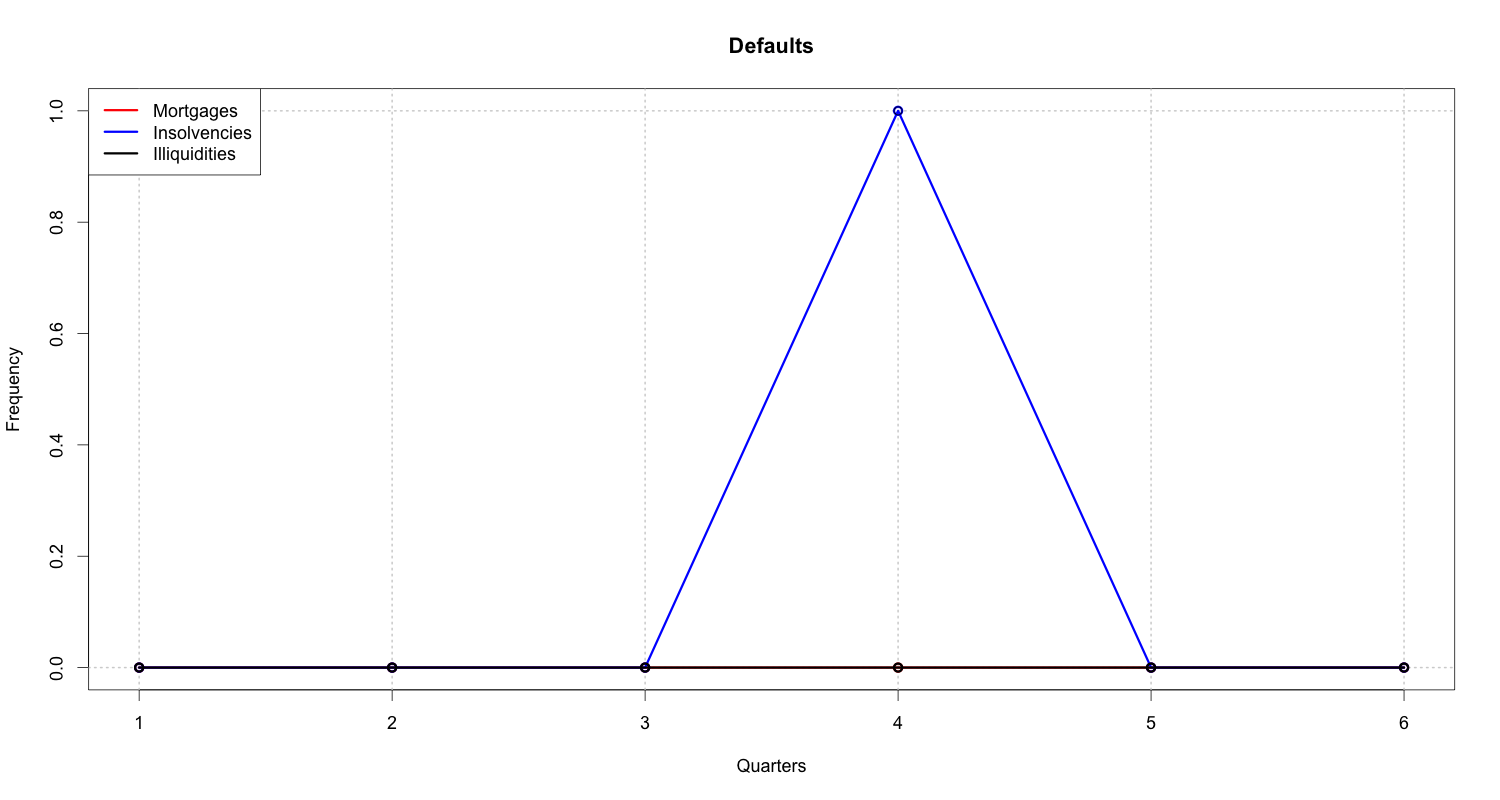 Defaults
Mortgages
Insolvencies
Illiquidities
Frequency
1.0
0.8
0.6
0.4
0.2
0.0
1 2 3 4 5 6
Quarters